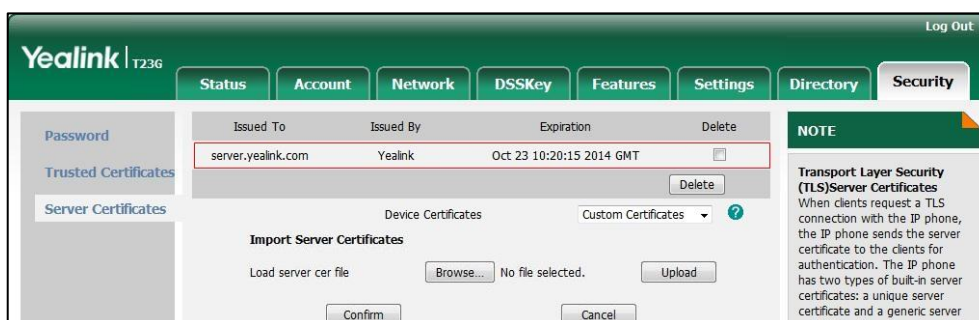 Log Out
Yealink T23G
Status Account Network DSSKey Features Settings Directory Security
Password
Trusted Certificates
Server Certificates
Issued To Issued By Expiration Delete
server.yealink.com Yealink Oct 23 10:20:15 2014 GMT
Delete
Device Certificates Custom Certificates ?
Import Server Certificates
Load server cer file Browse... No file selected. Upload
Confirm Cancel
NOTE
Transport Layer Security
(TLS)Server Certificates
When clients request a TLS
connection with the IP phone,
the IP phone sends the server
certificate to the clients for
authentication. The IP phone
has two types of built-in server
certificates: a unique server
certificate and a generic server